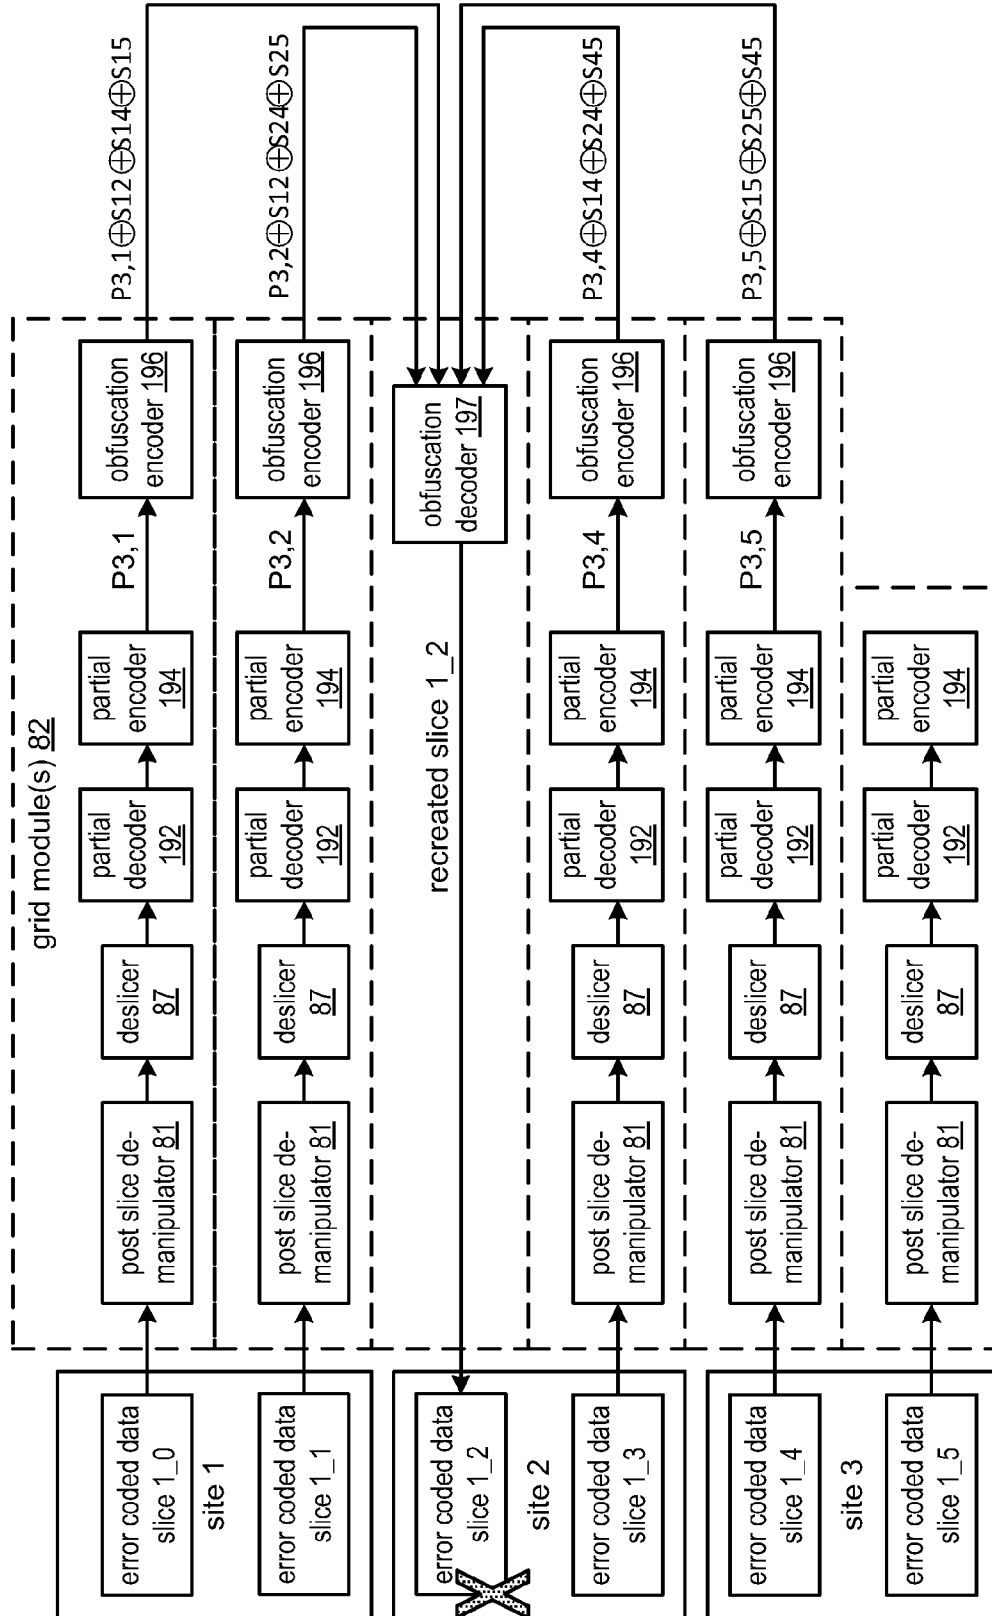 grid module(s) 82
error coded data
slice 1_0
post slice de-
manipulator 81
deslicer
87
partial
decoder
192
partial
encoder
194
P3,1
obfuscation
encoder 196
P3,1⊕S12⊕S14⊕S15
site 1
error coded data
slice 1_1
post slice de-
manipulator 81
deslicer
87
partial
decoder
192
partial
encoder
194
P3,2
obfuscation
encoder 196
P3,2⊕S12⊕S24⊕S25
error coded data
slice 1_2
recreated slice 1_2
obfuscation
decoder 197
site 2
error coded data
slice 1_3
post slice de-
manipulator 81
deslicer
87
partial
decoder
192
partial
encoder
194
P3,4
obfuscation
encoder 196
P3,4⊕S14⊕S24⊕S45
error coded data
slice 1_4
post slice de-
manipulator 81
deslicer
87
partial
decoder
192
partial
encoder
194
P3,5
obfuscation
encoder 196
P3,5⊕S15⊕S25⊕S45
site 3
error coded data
slice 1_5
post slice de-
manipulator 81
deslicer
87
partial
decoder
192
partial
encoder
194